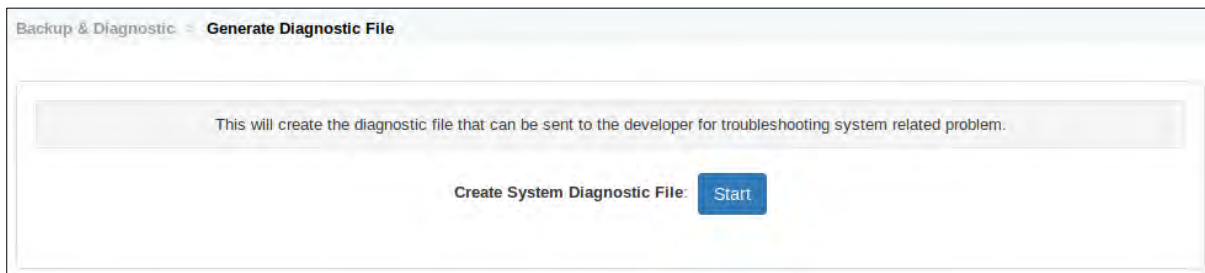 Backup & Diagnostic = Generate Diagnostic File
This will create the diagnostic file that can be sent to the developer for troubleshooting system related problem.
Create System Diagnostic File: Start